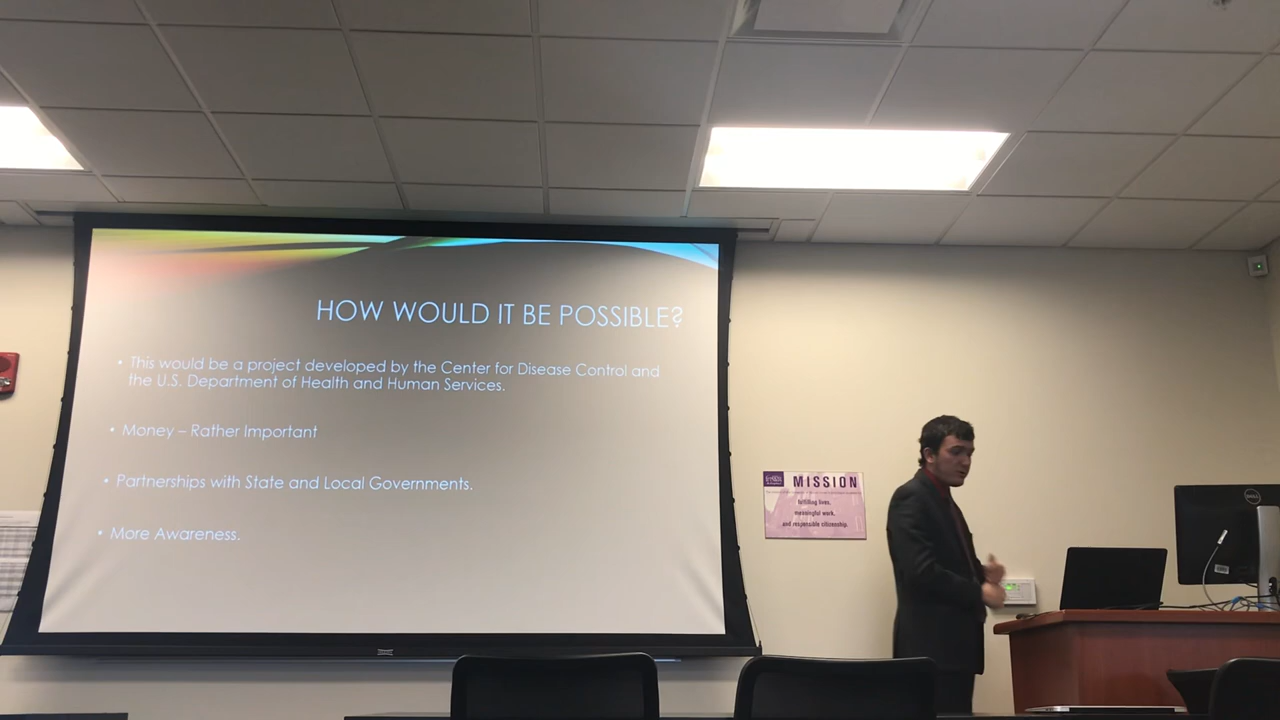 HOW WOULD IT BE POSSIBLE?
• This would be a project developed by the Center for Disease Control and
the U.S. Department of Health and Human Services.
• Money – Rather Important
• Partnerships with State and Local Governments.
• More Awareness.
MISSION
fulfilling lives,
meaningful work,
and responsible citizenship.
DELL